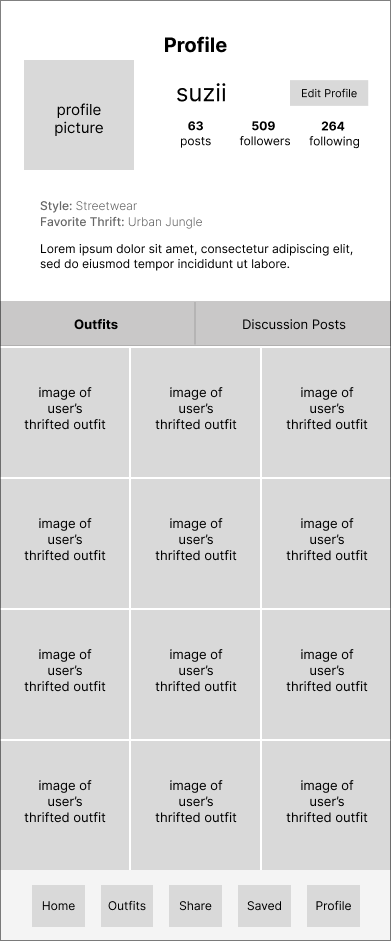 Profile
profile
picture
suzii
Edit Profile
63
posts
509
followers
264
following
Style: Streetwear
Favorite Thrift: Urban Jungle
Lorem ipsum dolor sit amet, consectetur adipiscing elit,
sed do eiusmod tempor incididunt ut labore.
Outfits
Discussion Posts
image of
user’s
thrifted outfit
image of
user’s
thrifted outfit
image of
user’s
thrifted outfit
image of
user’s
thrifted outfit
image of
user’s
thrifted outfit
image of
user’s
thrifted outfit
image of
user’s
thrifted outfit
image of
user’s
thrifted outfit
image of
user’s
thrifted outfit
image of
user’s
thrifted outfit
image of
user’s
thrifted outfit
image of
user’s
thrifted outfit
Home
Outfits
Share
Saved
Profile